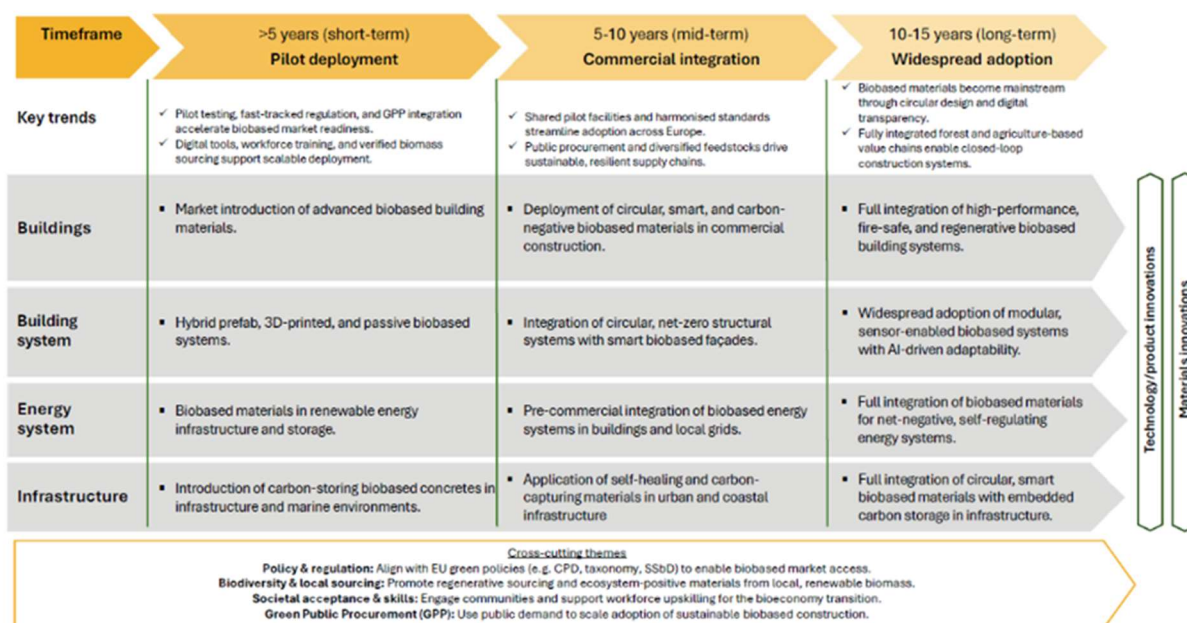 Timeframe
>5 years (short-term)
Pilot deployment
5-10 years (mid-term)
Commercial integration
10-15 years (long-term)
Widespread adoption
Key trends
✓ Pilot testing, fast-tracked regulation, and GPP integration
accelerate biobased market readiness.
✓ Digital tools, workforce training, and verified biomass
sourcing support scalable deployment.
✓ Shared pilot facilities and harmonised standards
streamline adoption across Europe.
✓ Public procurement and diversified feedstocks drive
sustainable, resilient supply chains.
✓ Biobased materials become mainstream
through circular design and digital
transparency.
✓ Fully integrated forest and agriculture-based
value chains enable closed-loop
construction systems.
Buildings
▪ Market introduction of advanced biobased building
materials.
▪ Deployment of circular, smart, and carbon-
negative biobased materials in commercial
construction.
▪ Full integration of high-performance,
fire-safe, and regenerative biobased
building systems.
Building
system
▪ Hybrid prefab, 3D-printed, and passive biobased
systems.
▪ Integration of circular, net-zero structural
systems with smart biobased façades.
▪ Widespread adoption of modular,
sensor-enabled biobased systems
with AI-driven adaptability.
Energy
system
▪ Biobased materials in renewable energy
infrastructure and storage.
▪ Pre-commercial integration of biobased energy
systems in buildings and local grids.
▪ Full integration of biobased materials
for net-negative, self-regulating
energy systems.
Infrastructure
▪ Introduction of carbon-storing biobased concretes in
infrastructure and marine environments.
▪ Application of self-healing and carbon-
capturing materials in urban and coastal
infrastructure
▪ Full integration of circular, smart
biobased materials with embedded
carbon storage in infrastructure.
Technology/product innovations
Materials innovations
Cross-cutting themes
Policy & regulation: Align with EU green policies (e.g. CPD, taxonomy, SSbD) to enable biobased market access.
Biodiversity & local sourcing: Promote regenerative sourcing and ecosystem-positive materials from local, renewable biomass.
Societal acceptance & skills: Engage communities and support workforce upskilling for the bioeconomy transition.
Green Public Procurement (GPP): Use public demand to scale adoption of sustainable biobased construction.